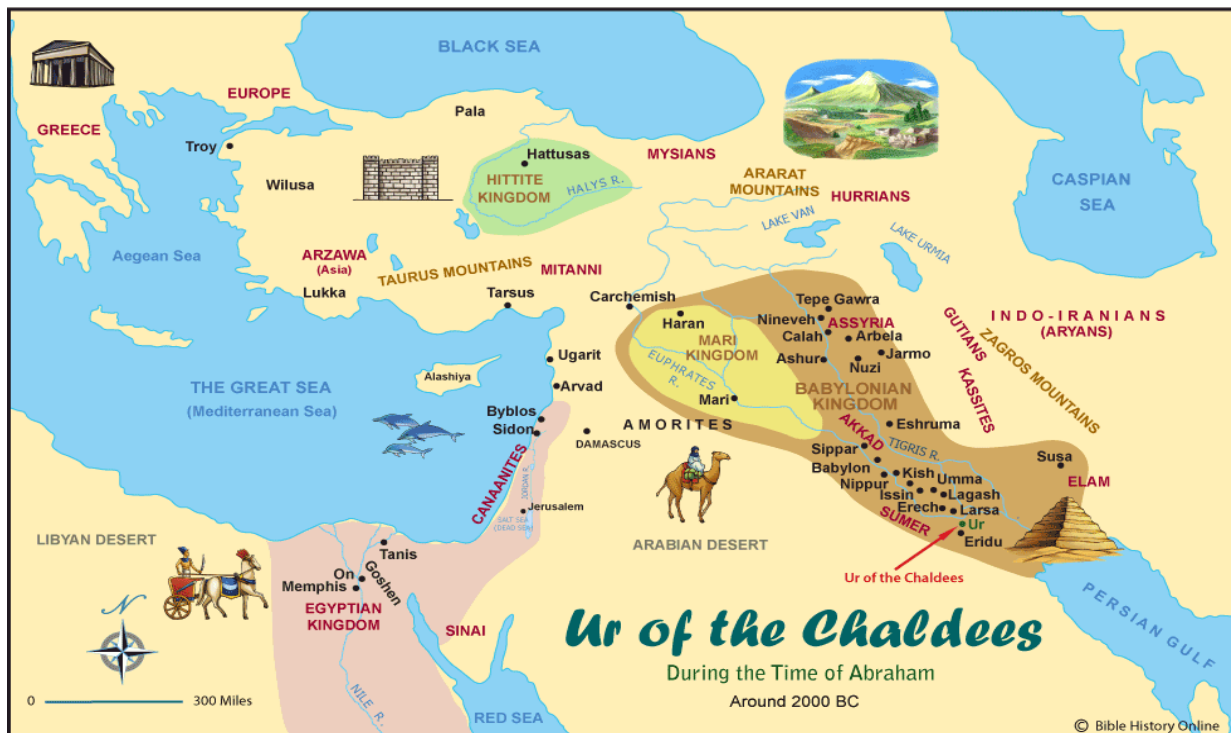 BLACK SEA
EUROPE
GREECE
Pala
Troy
Hattusas
MYSIANS
HITTITE
KINGDOM
HALYS R.
Wilusa
ARARAT
MOUNTAINS
HURRIANS
CASPIAN
SEA
LAKE VAN
LAKE URMIA
Aegean Sea
ARZAWA
(Asia)
TAURUS MOUNTAINS
MITANNI
Lukka
Tarsus
Carchemish
Haran
Tepe Gawra
Nineveh
ASSYRIA
Calah
Arbela
Ashur
Nuzi
Jarmo
GUTIANS
KASSITES
INDO-IRANIANS
(ARYANS)
ZAGROS MOUNTAINS
MARI
KINGDOM
EUPHRATES
R.
Mari
BABYLONIAN
KINGDOM
Ugarit
Alashiya
Arvad
THE GREAT SEA
(Mediterranean Sea)
Byblos
Sidon
DAMASCUS
AMORITES
AKKAD
Eshruma
TIGRIS R.
Sippar
Babylon
Kish
Nippur
Umma
Issin
Lagash
Erech
Larsa
SUMER
Ur
Eridu
Susa
ELAM
CANAANITES
JORDAN R.
Jerusalem
SALT SEA
(DEAD SEA)
LIBYAN DESERT
ARABIAN DESERT
Tanis
On
Goshen
Memphis
EGYPTIAN
KINGDOM
SINAI
Ur of the Chaldees
PERSIAN GULF
N
Ur of the Chaldees
During the Time of Abraham
Around 2000 BC
0 300 Miles
NILE R.
RED SEA
© Bible History Online